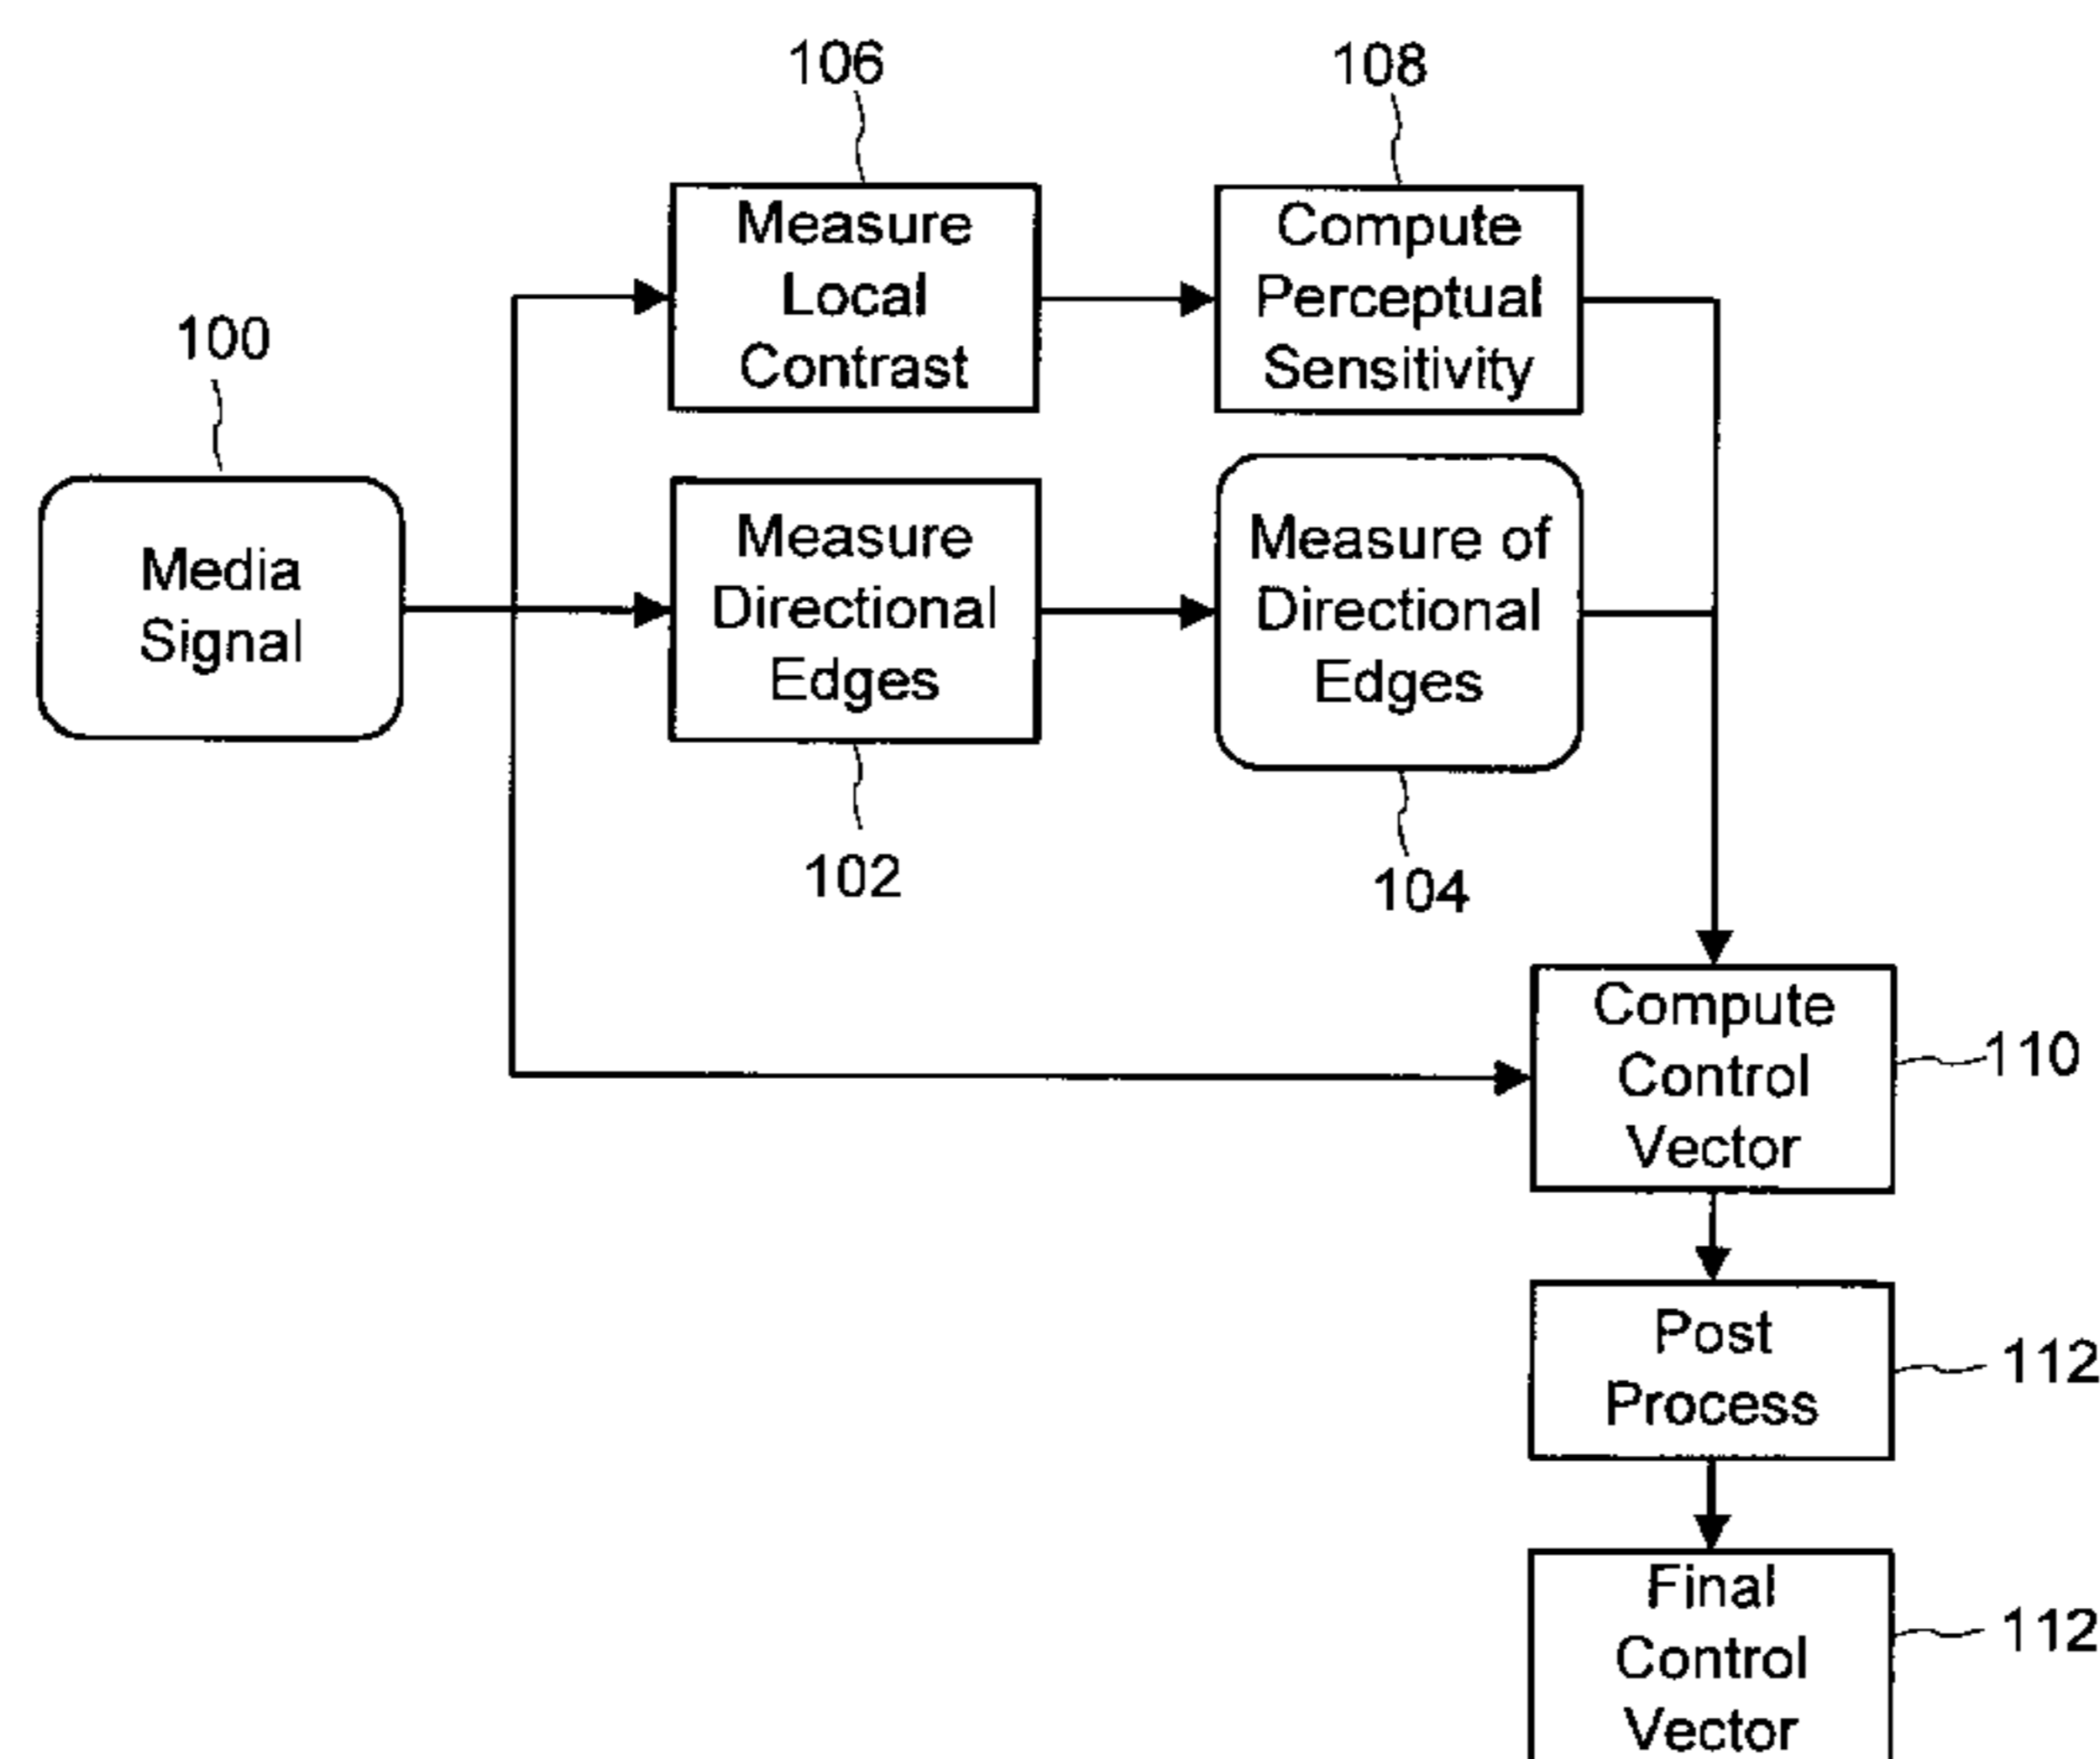 106
108
Measure
Local
Contrast
Compute
Perceptual
Sensitivity
100
Media
Signal
Measure
Directional
Edges
Measure of
Directional
Edges
102
104
Compute
Control
Vector
110
Post
Process
112
Final
Control
Vector
112